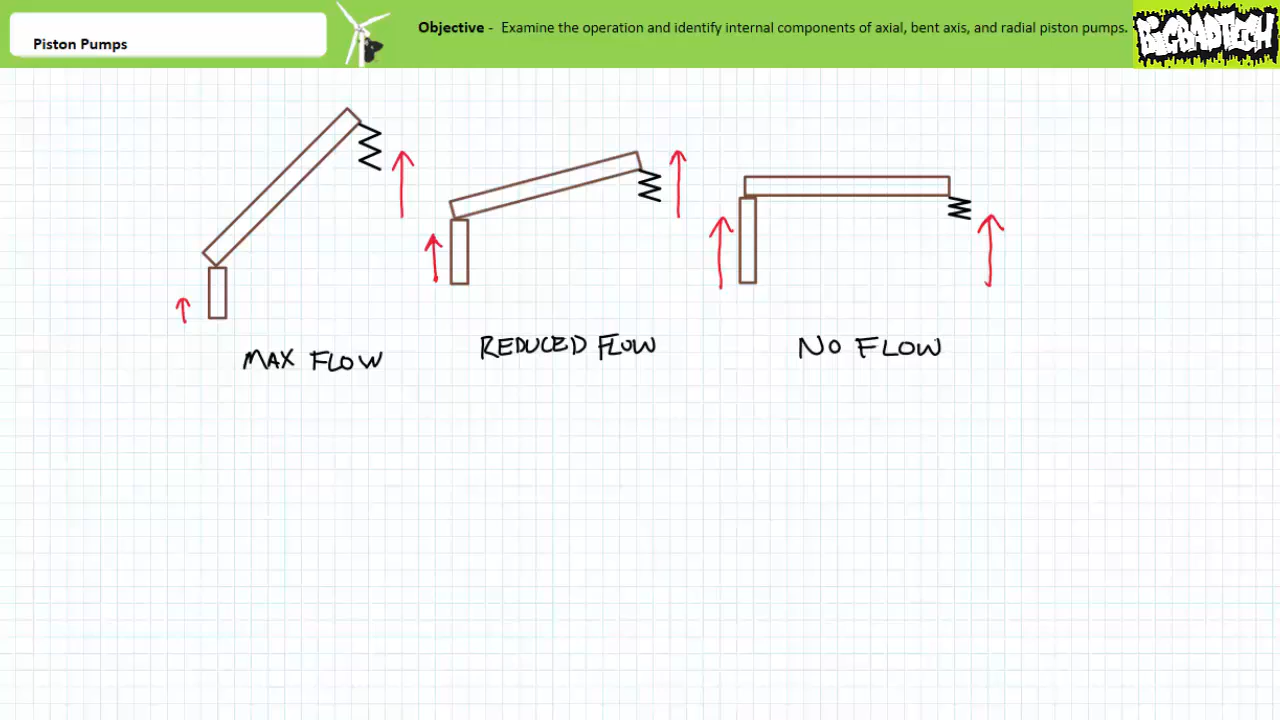 Piston Pumps
Objective - Examine the operation and identify internal components of axial, bent axis, and radial piston pumps.
BIGBADTECH
MAX FLOW
REDUCED FLOW
NO FLOW